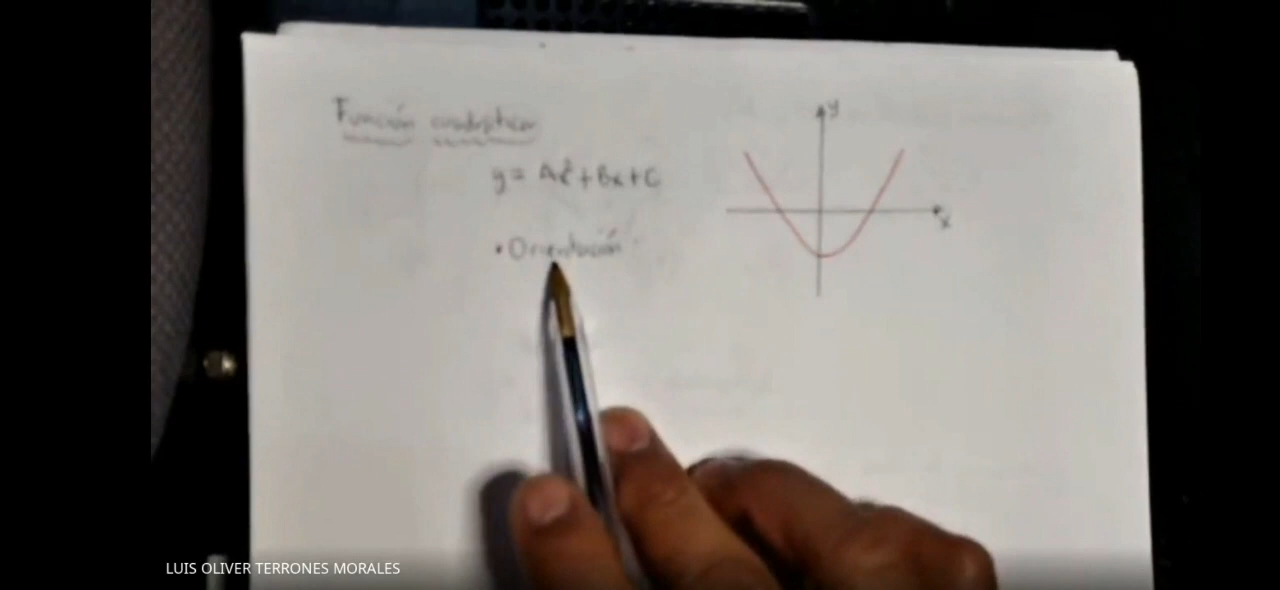 Función cuadrática
y = Ax²+Bx+C
• Orientación
y
x
LUIS OLIVER TERRONES MORALES